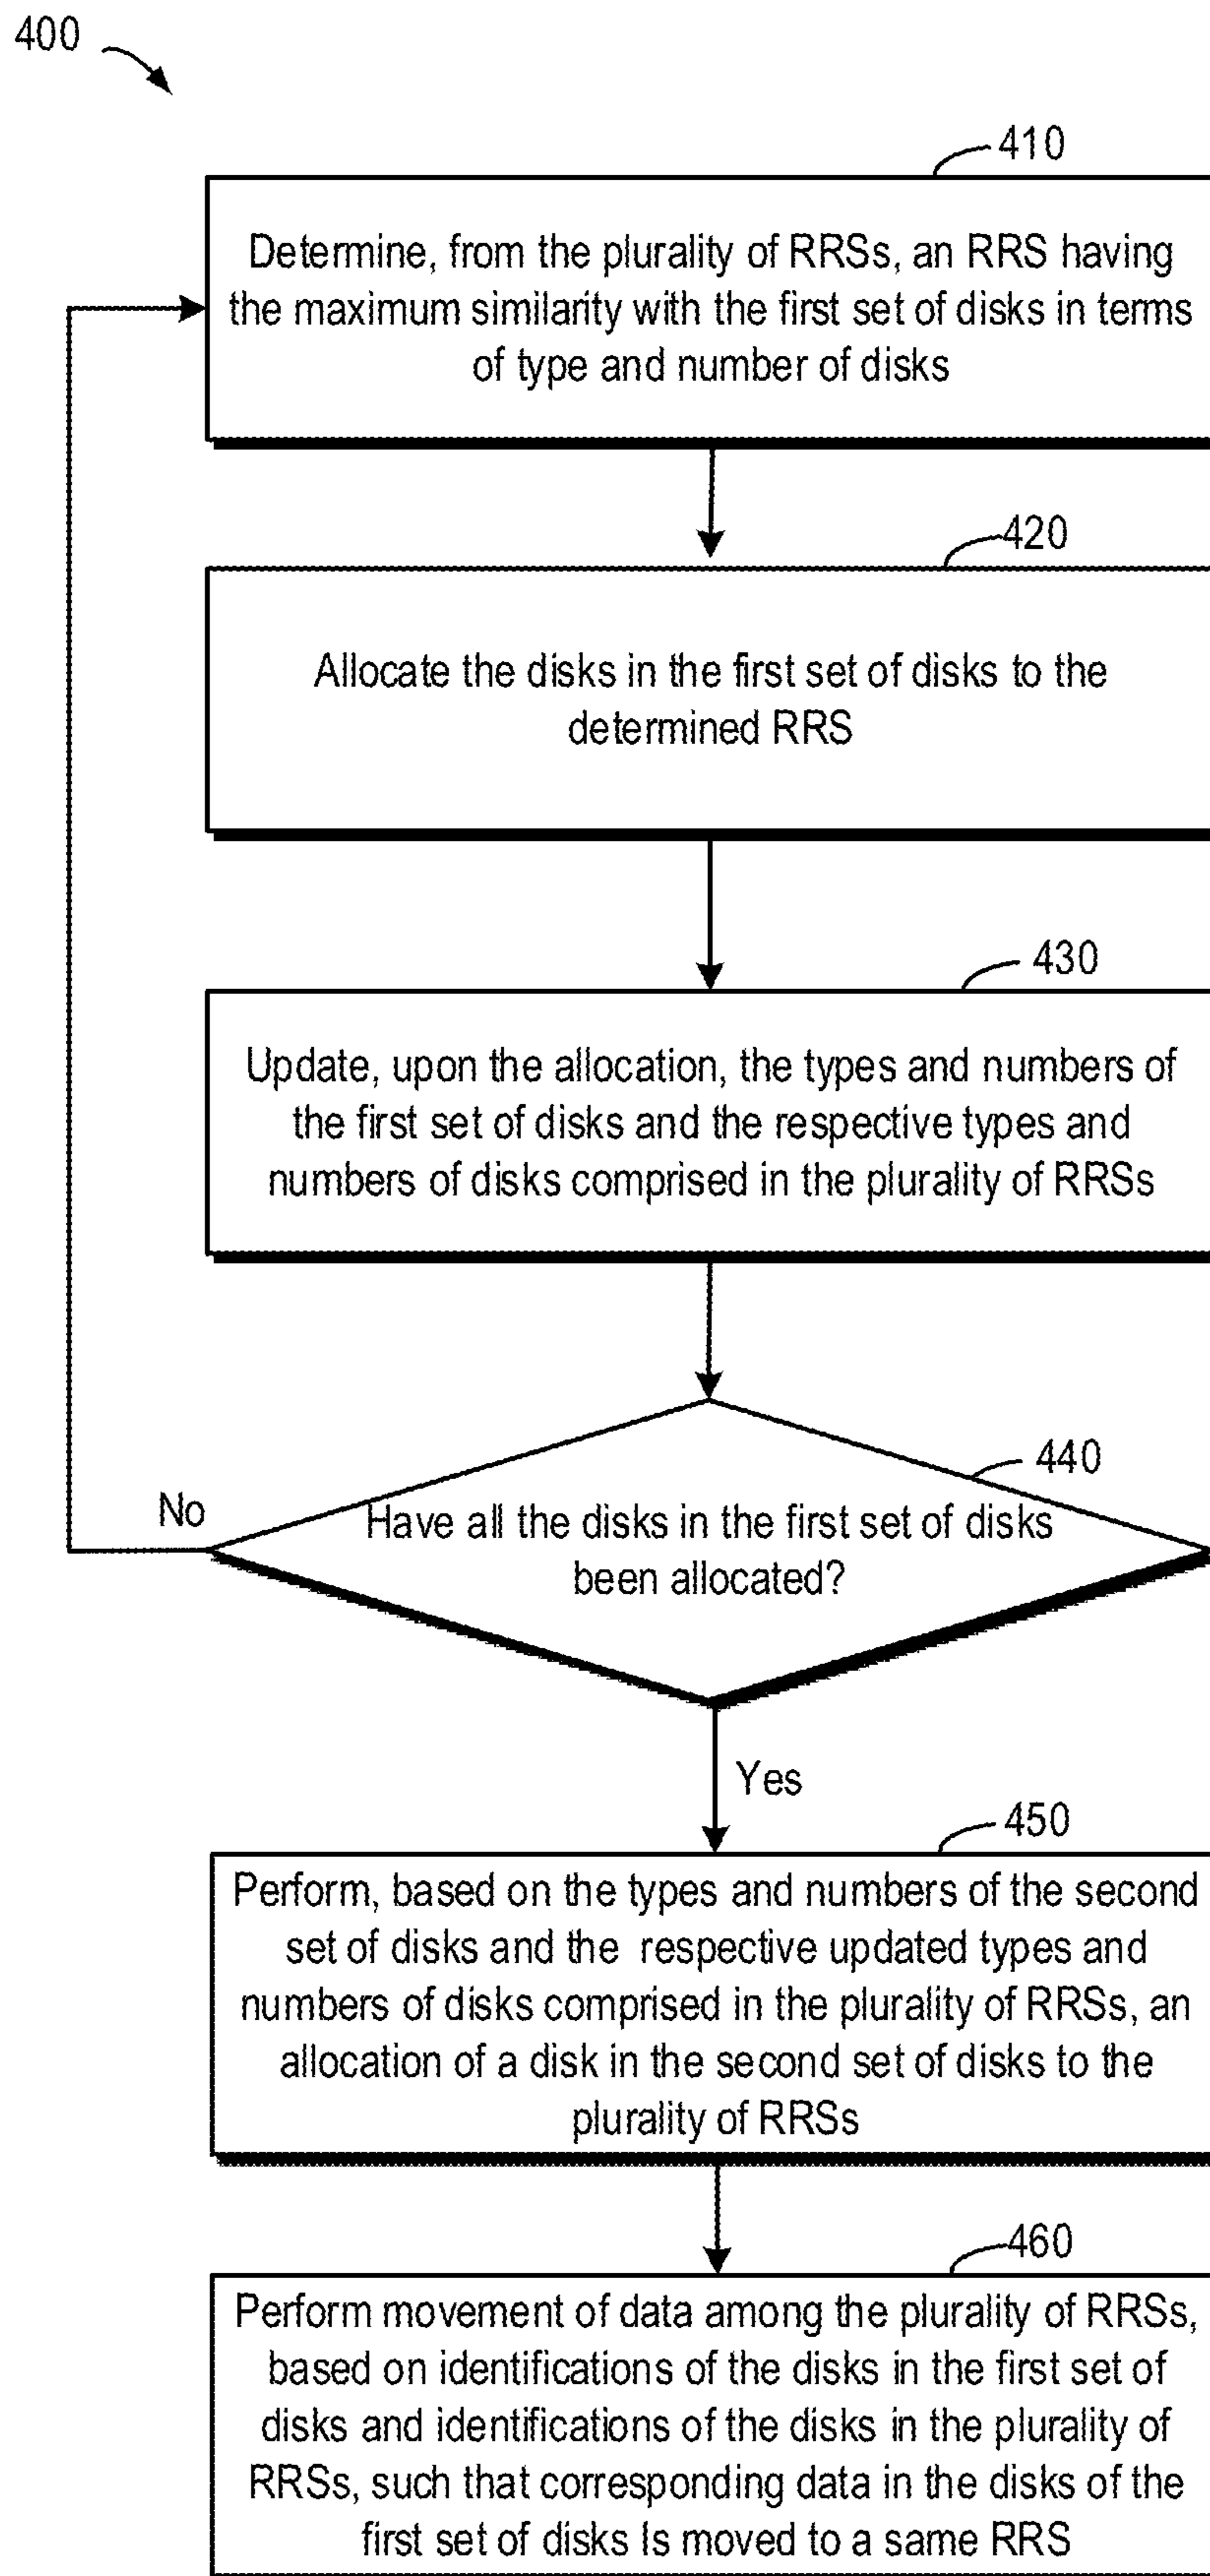 400
410
Determine, from the plurality of RRSs, an RRS having
the maximum similarity with the first set of disks in terms
of type and number of disks
420
Allocate the disks in the first set of disks to the
determined RRS
430
Update, upon the allocation, the types and numbers of
the first set of disks and the respective types and
numbers of disks comprised in the plurality of RRSs
440
No
Have all the disks in the first set of disks
been allocated?
Yes
450
Perform, based on the types and numbers of the second
set of disks and the respective updated types and
numbers of disks comprised in the plurality of RRSs, an
allocation of a disk in the second set of disks to the
plurality of RRSs
460
Perform movement of data among the plurality of RRSs,
based on identifications of the disks in the first set of
disks and identifications of the disks in the plurality of
RRSs, such that corresponding data in the disks of the
first set of disks Is moved to a same RRS